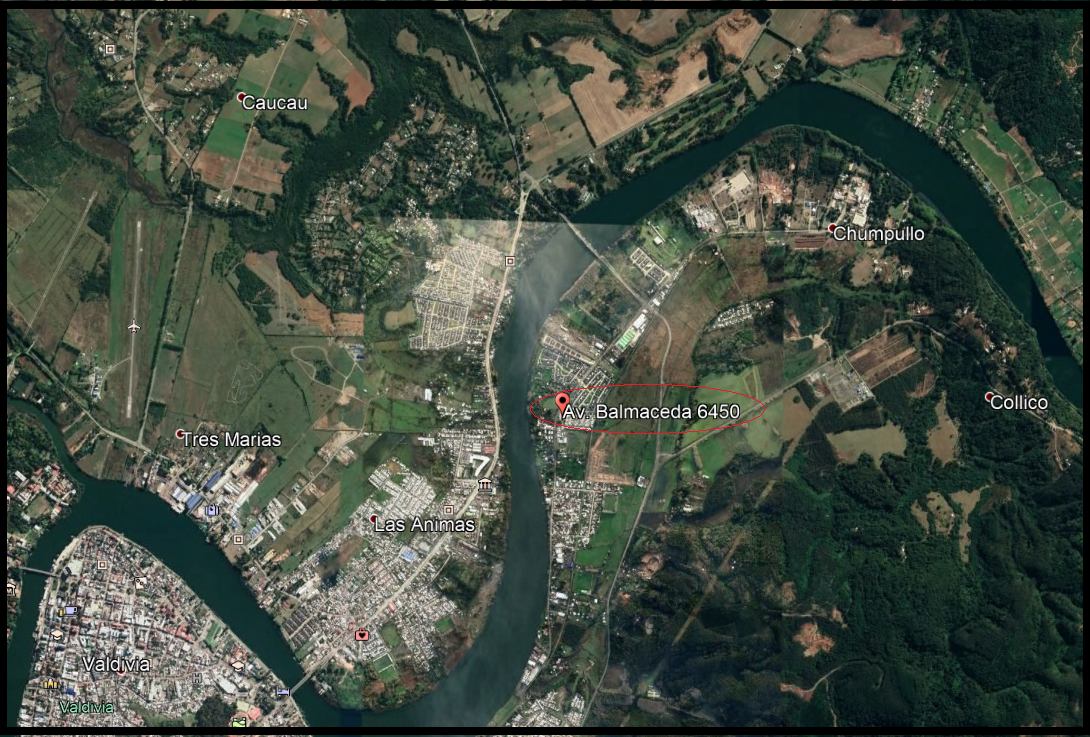 Caucau
Chumpullo
Collico
Av. Balmaceda 6450
Tres Marias
Las Animas
Valdivia
Valdivia